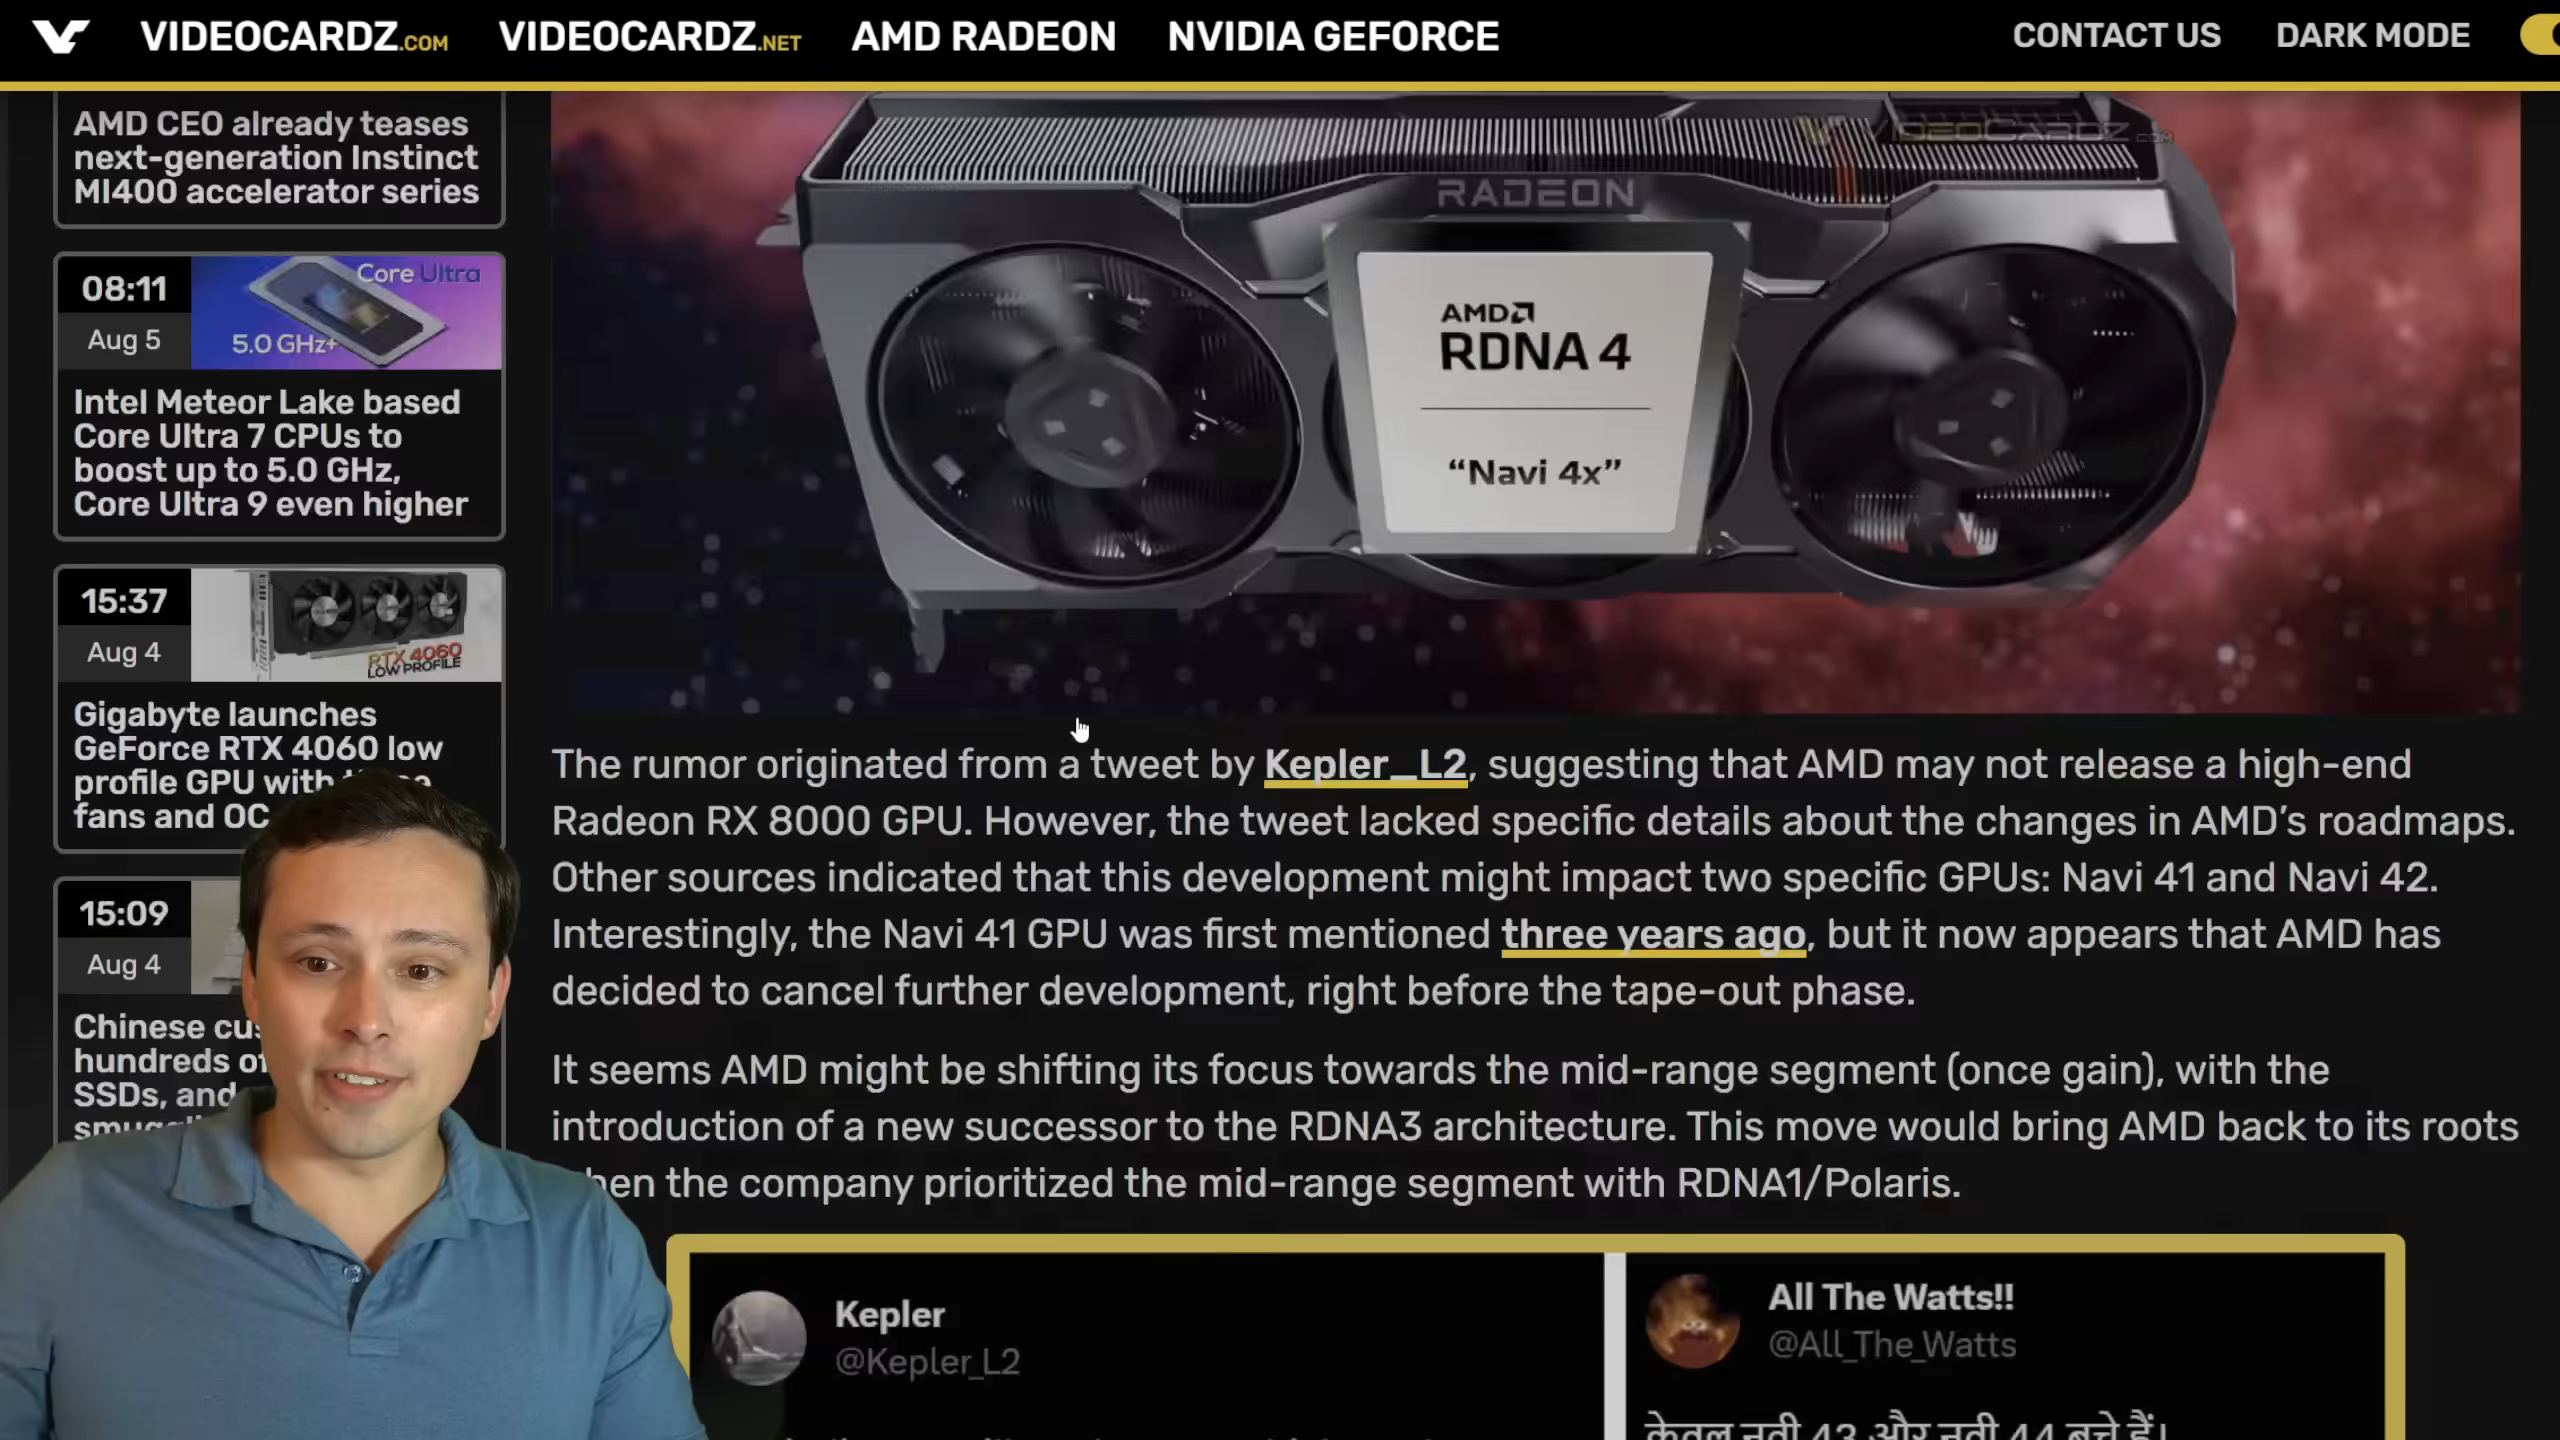 VIDEOCARDZ.COM
VIDEOCARDZ.NET
AMD RADEON
NVIDIA GEFORCE
CONTACT US
DARK MODE
AMD CEO already teases
next-generation Instinct
MI400 accelerator series
08:11
Aug 5
Core Ultra
5.0 GHz+
Intel Meteor Lake based
Core Ultra 7 CPUs to
boost up to 5.0 GHz,
Core Ultra 9 even higher
15:37
Aug 4
RTX 4060
LOW PROFILE
Gigabyte launches
GeForce RTX 4060 low
profile GPU with
fans and OC
15:09
Aug 4
Chinese
hundreds
SSDs, and
VIDEOCARDZ.COM
RADEON
AMD
RDNA 4
“Navi 4x”
The rumor originated from a tweet by Kepler_L2, suggesting that AMD may not release a high-end
Radeon RX 8000 GPU. However, the tweet lacked specific details about the changes in AMD’s roadmaps.
Other sources indicated that this development might impact two specific GPUs: Navi 41 and Navi 42.
Interestingly, the Navi 41 GPU was first mentioned three years ago, but it now appears that AMD has
decided to cancel further development, right before the tape-out phase.
It seems AMD might be shifting its focus towards the mid-range segment (once gain), with the
introduction of a new successor to the RDNA3 architecture. This move would bring AMD back to its roots
the company prioritized the mid-range segment with RDNA1/Polaris.
Kepler
@Kepler_L2
All The Watts!!
@All_The_Watts
केवल नवी 43 और नवी 44 बचे हैं।